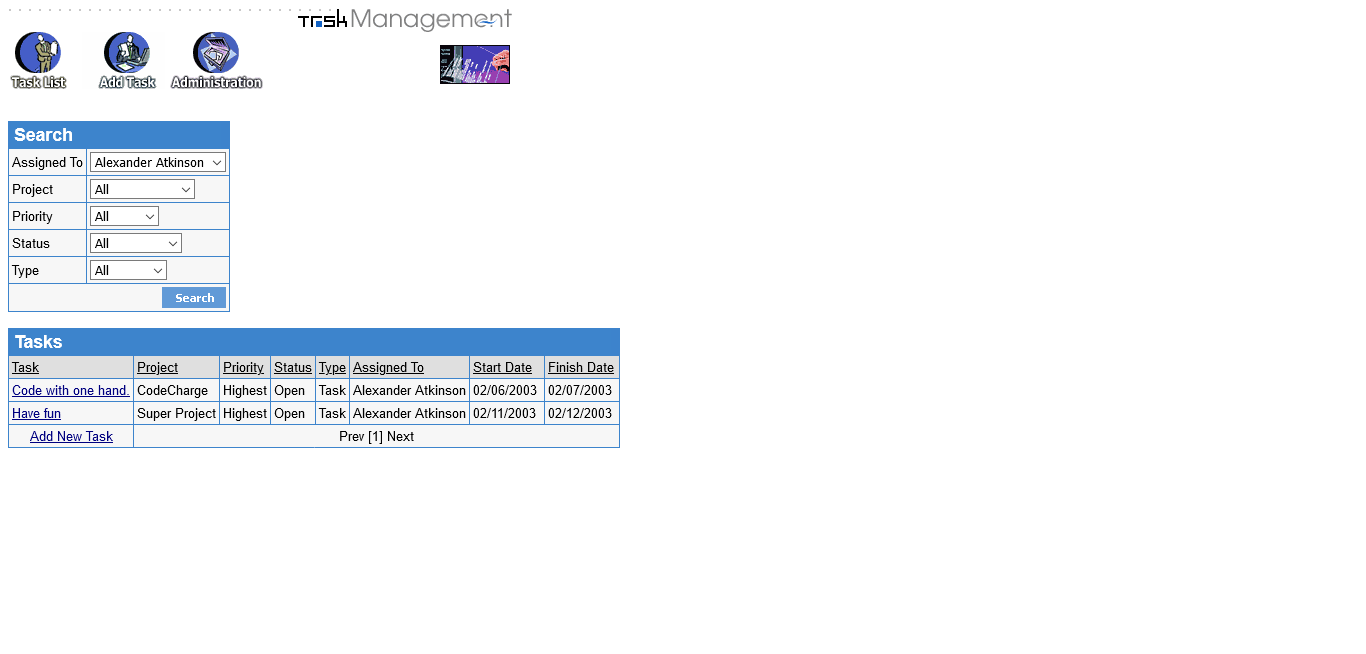 Task Management
Task List Add Task Administration
Search
Assigned To Alexander Atkinson
Project All
Priority All
Status All
Type All
Search
Tasks
Task Project Priority Status Type Assigned To Start Date Finish Date
Code with one hand. CodeCharge Highest Open Task Alexander Atkinson 02/06/2003 02/07/2003
Have fun Super Project Highest Open Task Alexander Atkinson 02/11/2003 02/12/2003
Add New Task Prev [1] Next